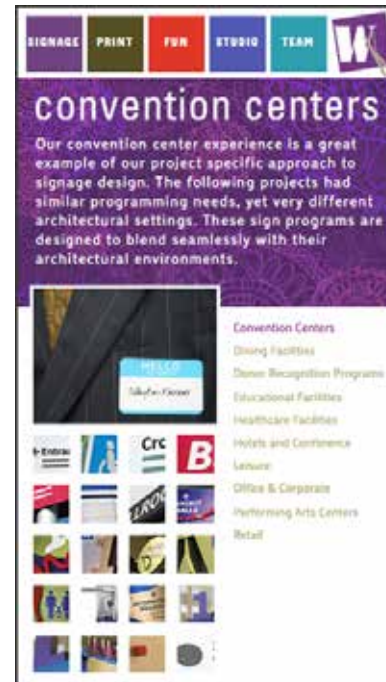 SIGNAGE PRINT FUN STUDIO TEAM W
convention centers
Our convention center experience is a great
example of our project specific approach to
signage design. The following projects had
similar programming needs, yet very different
architectural settings. These sign programs are
designed to blend seamlessly with their
architectural environments.
HELLO
Convention Centers
Dining Facilities
Donor Recognition Programs
Educational Facilities
Healthcare Facilities
Hotels and Conference
Leisure
Office & Corporate
Performing Arts Centers
Retail
Entrau Crc B